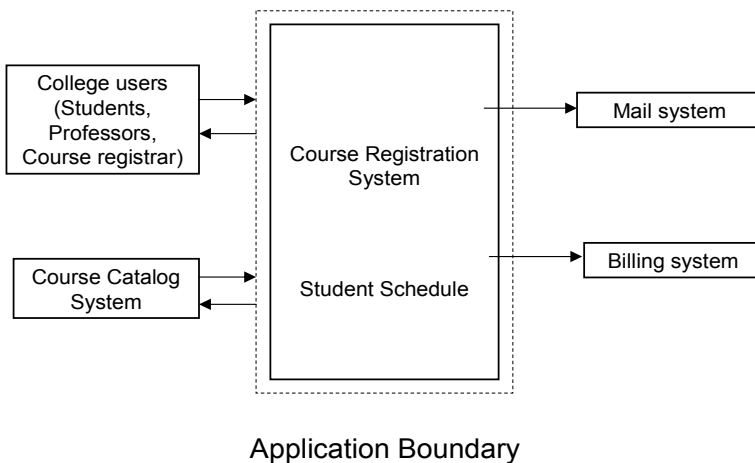 College users
(Students,
Professors,
Course registrar)
Course Catalog
System
Course Registration
System
Student Schedule
Mail system
Billing system
Application Boundary